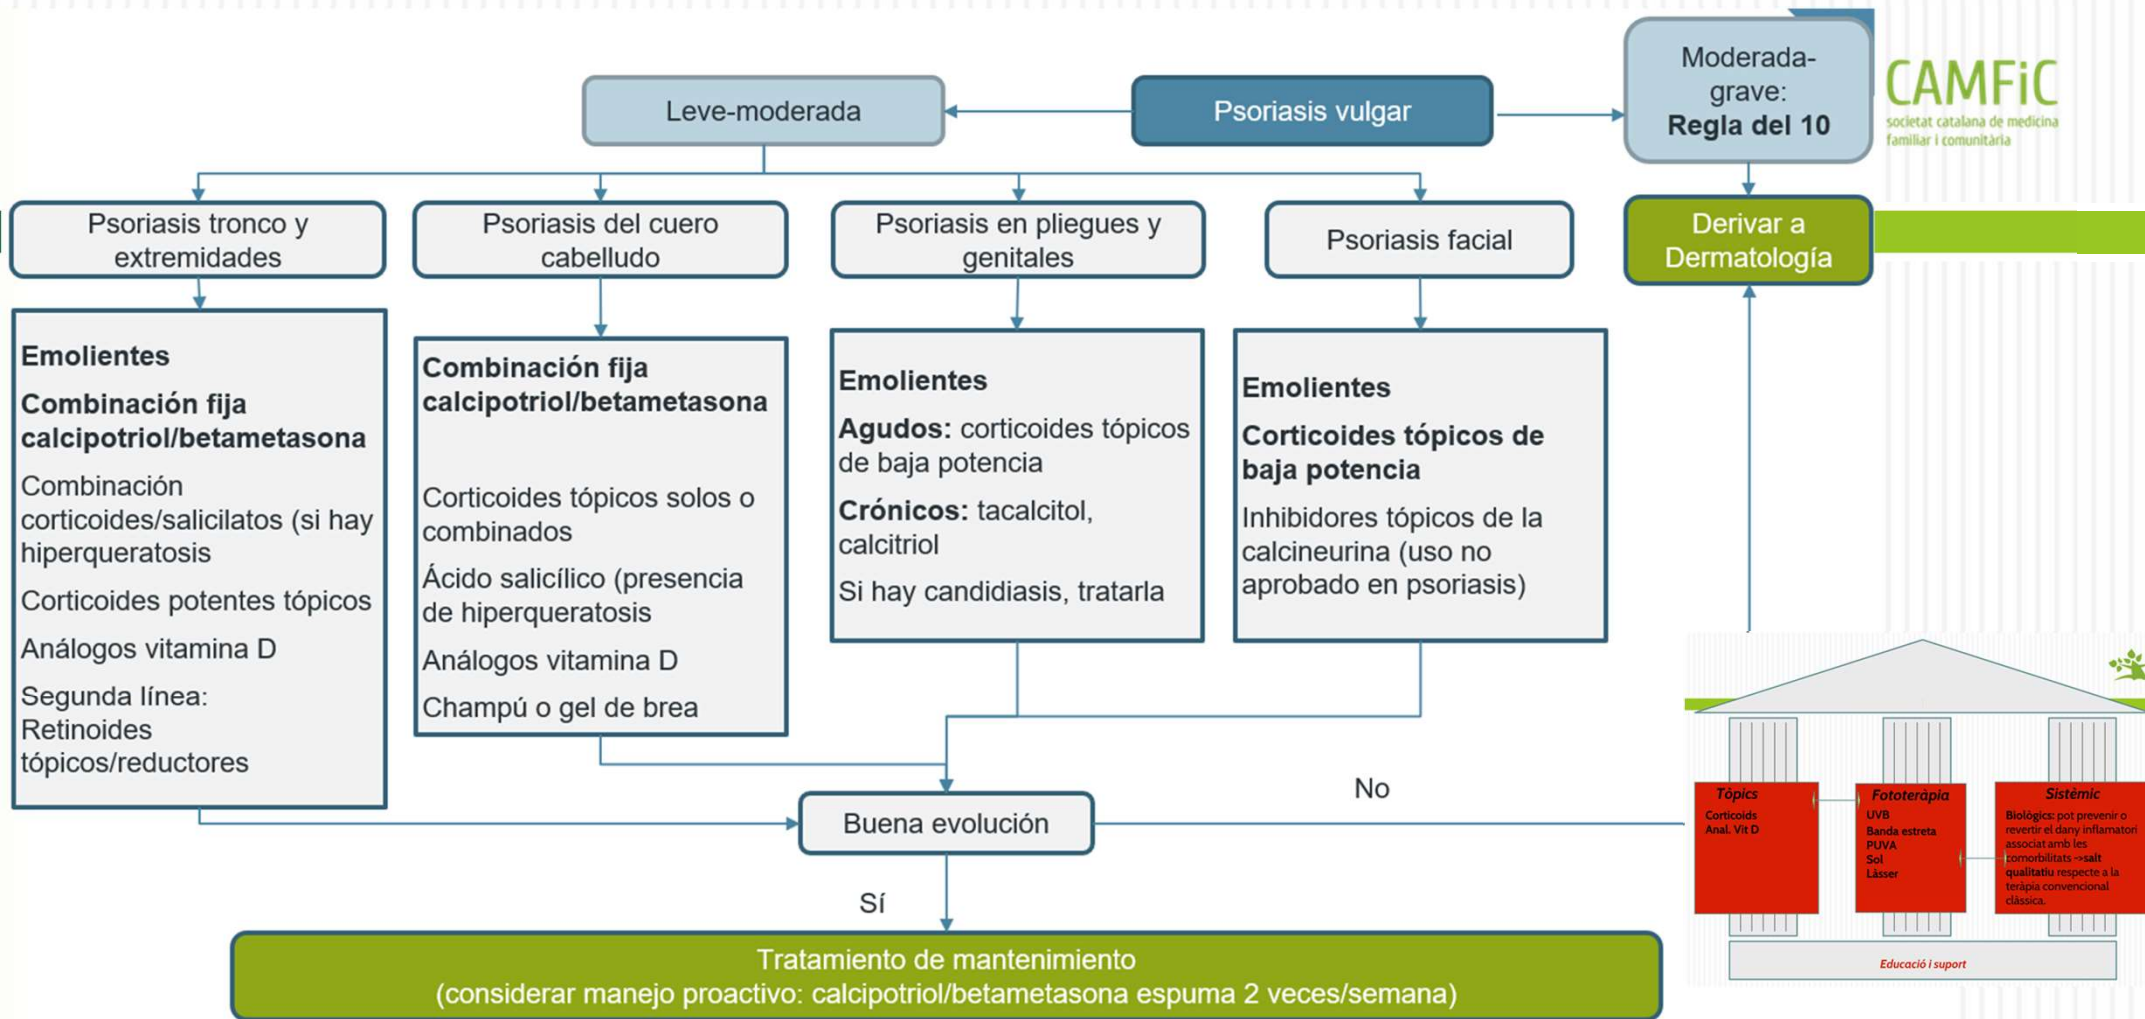 Psoriasis vulgar
Leve-moderada
Moderada-
grave:
Regla del 10
CAMFiC
societat catalana de medicina
familiar i comunitària
Psoriasis tronco y
extremidades
Psoriasis del cuero
cabelludo
Psoriasis en pliegues y
genitales
Psoriasis facial
Derivar a
Dermatología
Emolientes
Combinación fija
calcipotriol/betametasona
Combinación
corticoides/salicilatos (si hay
hiperqueratosis
Corticoides potentes tópicos
Análogos vitamina D
Segunda línea:
Retinoides
tópicos/reductores
Combinación fija
calcipotriol/betametasona
Corticoides tópicos solos o
combinados
Ácido salicílico (presencia
de hiperqueratosis
Análogos vitamina D
Champú o gel de brea
Emolientes
Agudos: corticoides tópicos
de baja potencia
Crónicos: tacalcitol,
calcitriol
Si hay candidiasis, tratarla
Emolientes
Corticoides tópicos de
baja potencia
Inhibidores tópicos de la
calcineurina (uso no
aprobado en psoriasis)
Buena evolución
No
Sí
Tratamiento de mantenimiento
(considerar manejo proactivo: calcipotriol/betametasona espuma 2 veces/semana)
Tòpics
Corticoids
Anal. Vit D
Fototeràpia
UVB
Banda estreta
PUVA
Sol
Làsser
Sistèmic
Biològics: pot prevenir o
revertir el dany inflamatori
associat amb les
comorbilitats ->salt
qualitatiu respecte a la
teràpia convencional
clàssica.
Educació i suport